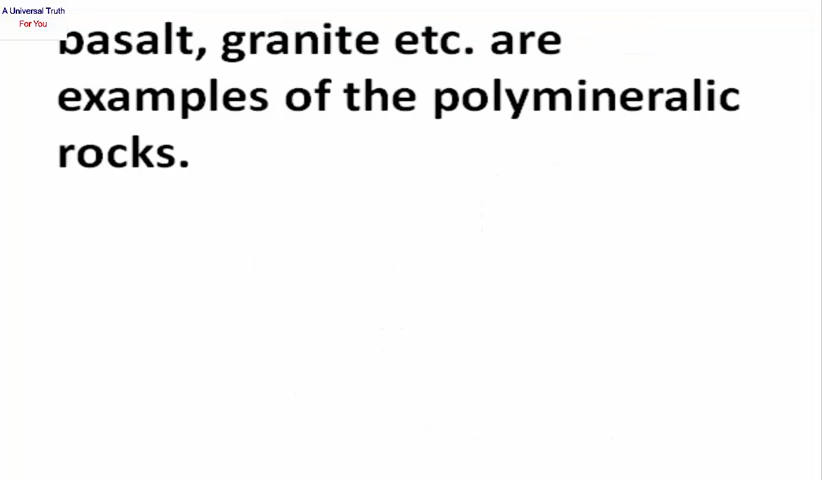 A Universal Truth
For You
basalt, granite etc. are
examples of the polymineralic
rocks.